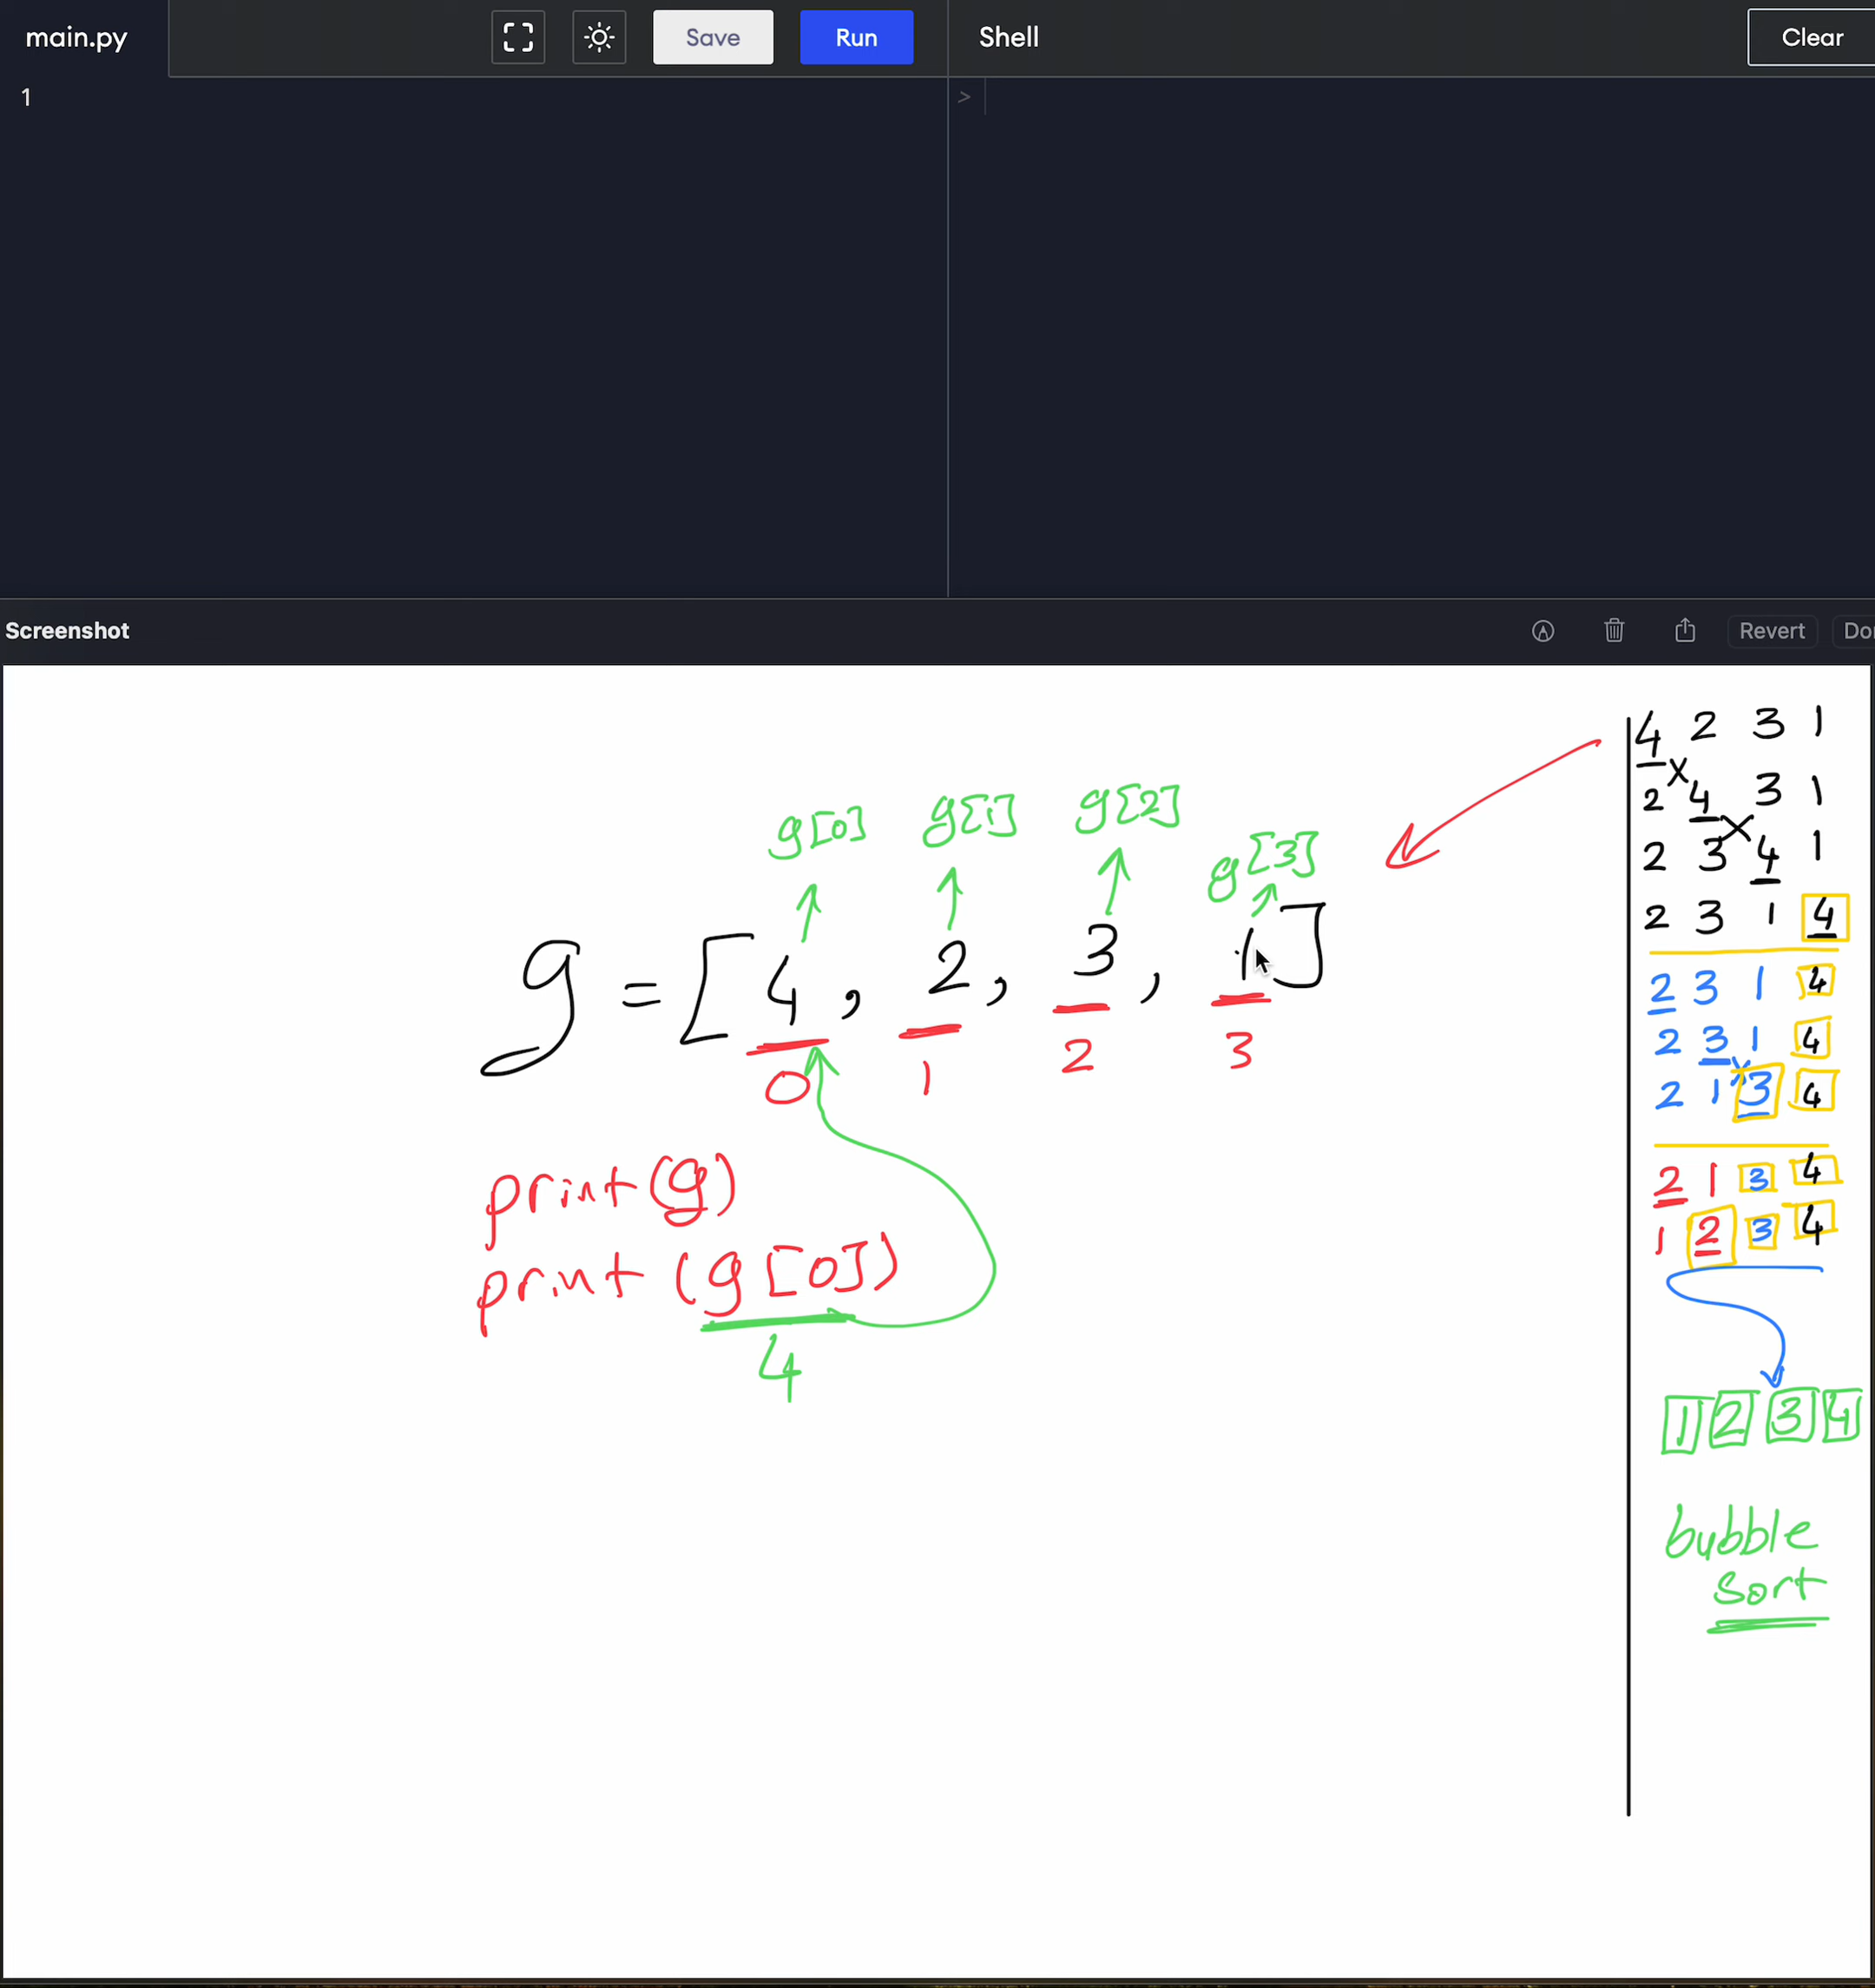 main.py Save Run Shell Clear
1 >
Screenshot Revert
g[0] g[1] g[2] g[3]
g = [4, 2, 3, 1]
0 1 2 3
print(g)
print(g[0])
4
4 2 3 1
2 4 3 1
2 3 4 1
2 3 1 4
2 3 1 4
2 3 1 4
2 1 3 4
2 1 3 4
1 2 3 4
1 2 3 4
bubble
sort